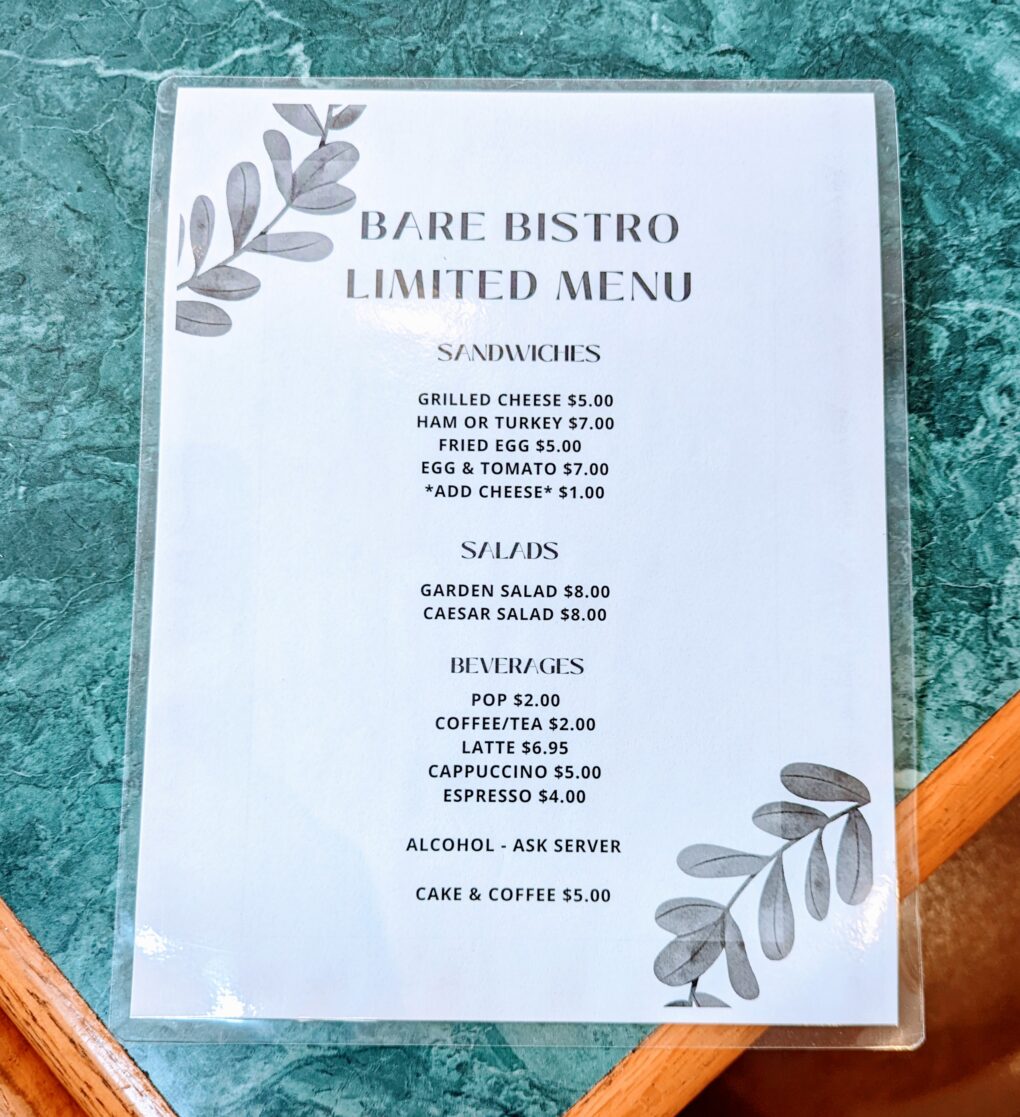 BARE BISTRO
LIMITED MENU
SANDWICHES
GRILLED CHEESE $5.00
HAM OR TURKEY $7.00
FRIED EGG $5.00
EGG & TOMATO $7.00
*ADD CHEESE* $1.00
SALADS
GARDEN SALAD $8.00
CAESAR SALAD $8.00
BEVERAGES
POP $2.00
COFFEE/TEA $2.00
LATTE $6.95
CAPPUCCINO $5.00
ESPRESSO $4.00
ALCOHOL - ASK SERVER
CAKE & COFFEE $5.00